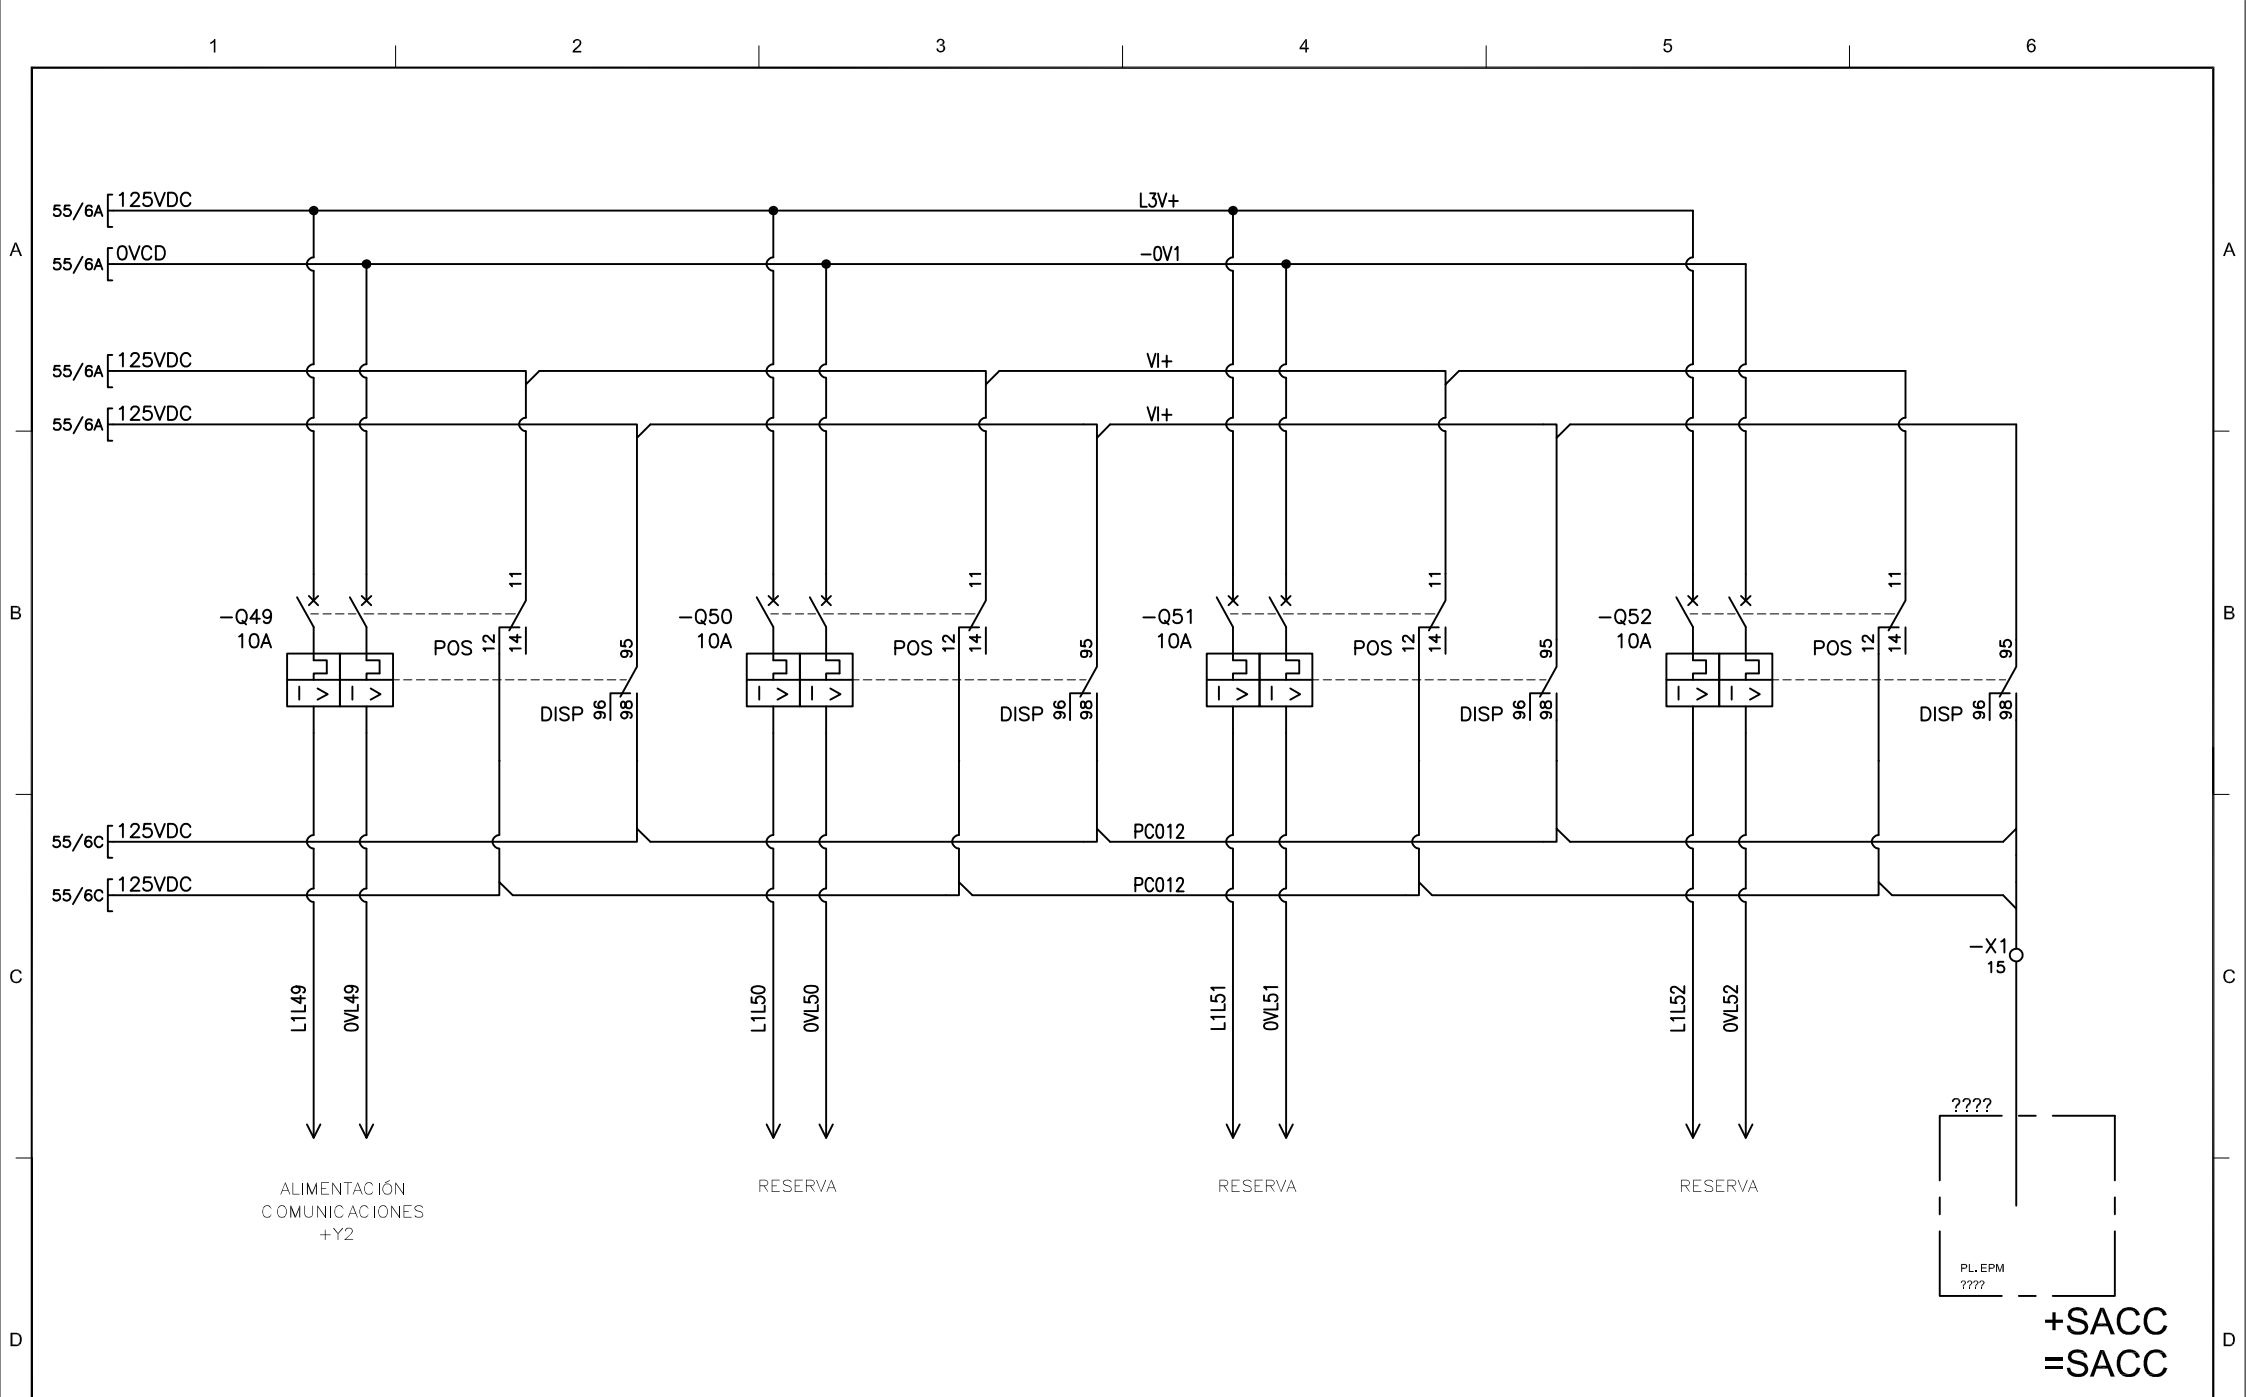 1 2 3 4 5 6
55/6A 125VDC L3V+
A 55/6A 0VCD -0V1 A
55/6A 125VDC VI+
55/6A 125VDC VI+
11 11 11 11
B -Q49 -Q50 -Q51 -Q52 B
10A POS 12 14 95 10A POS 12 14 95 10A POS 12 14 95 10A POS 12 14 95
I > I > I > I > I > I > I > I >
DISP 96 98 DISP 96 98 DISP 96 98 DISP 96 98
55/6C 125VDC PC012
55/6C 125VDC PC012
-X1
C 15 C
L1L49 0VL49 L1L50 0VL50 L1L51 0VL51 L1L52 0VL52
????
ALIMENTACIÓN RESERVA RESERVA RESERVA
COMUNICACIONES
+Y2
PL.EPM
????
+SACC
D =SACC D